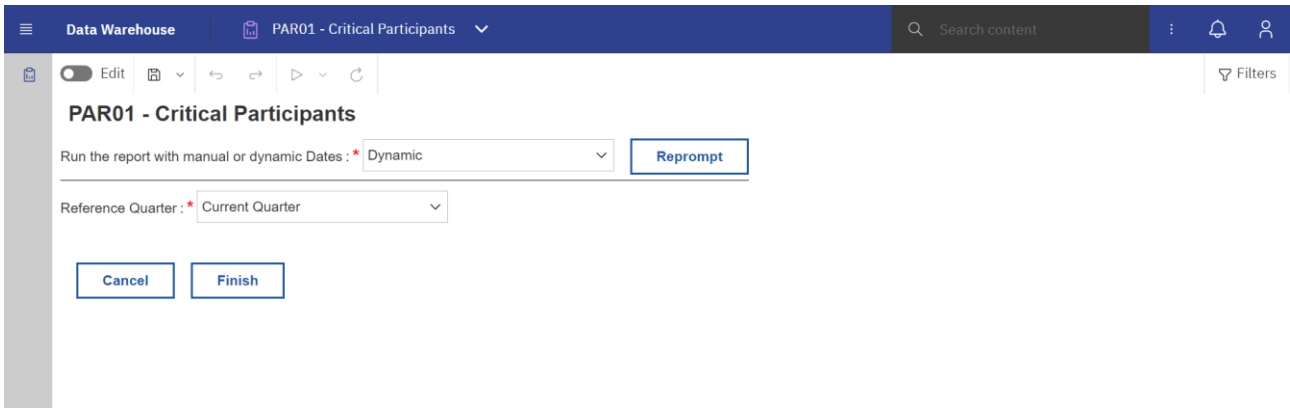 Data Warehouse PAR01 - Critical Participants Search content
Edit Filters
PAR01 - Critical Participants
Run the report with manual or dynamic Dates : * Dynamic Reprompt
Reference Quarter : * Current Quarter
Cancel Finish